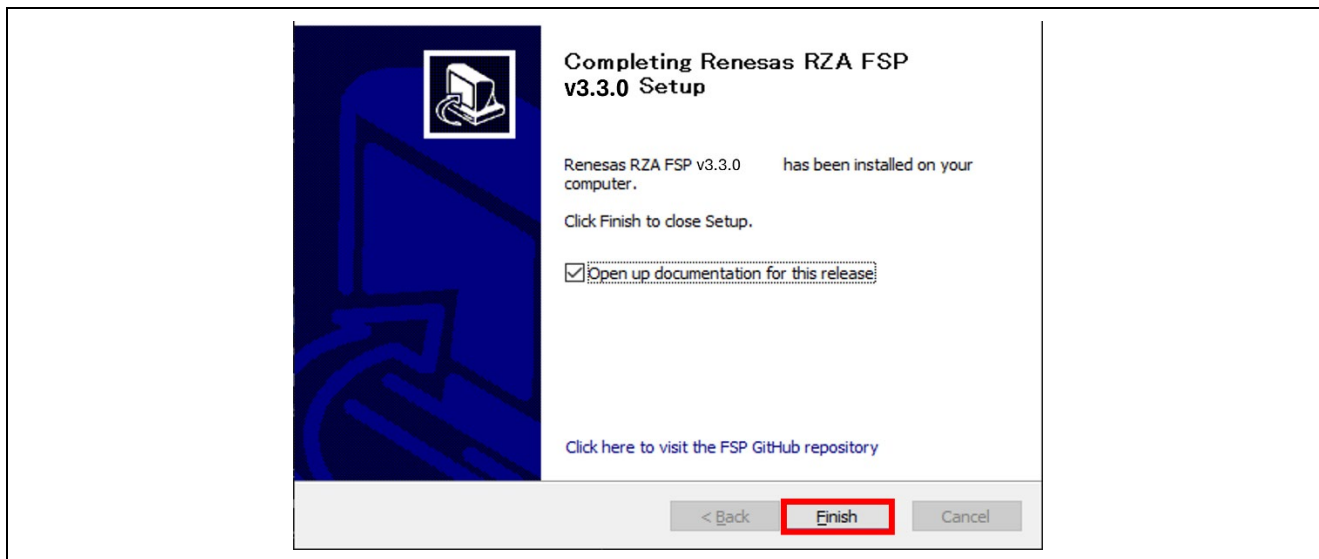 Completing Renesas RZA FSP
v3.3.0 Setup
Renesas RZA FSP v3.3.0 has been installed on your
computer.
Click Finish to close Setup.
Open up documentation for this release
Click here to visit the FSP GitHub repository
< Back Finish Cancel